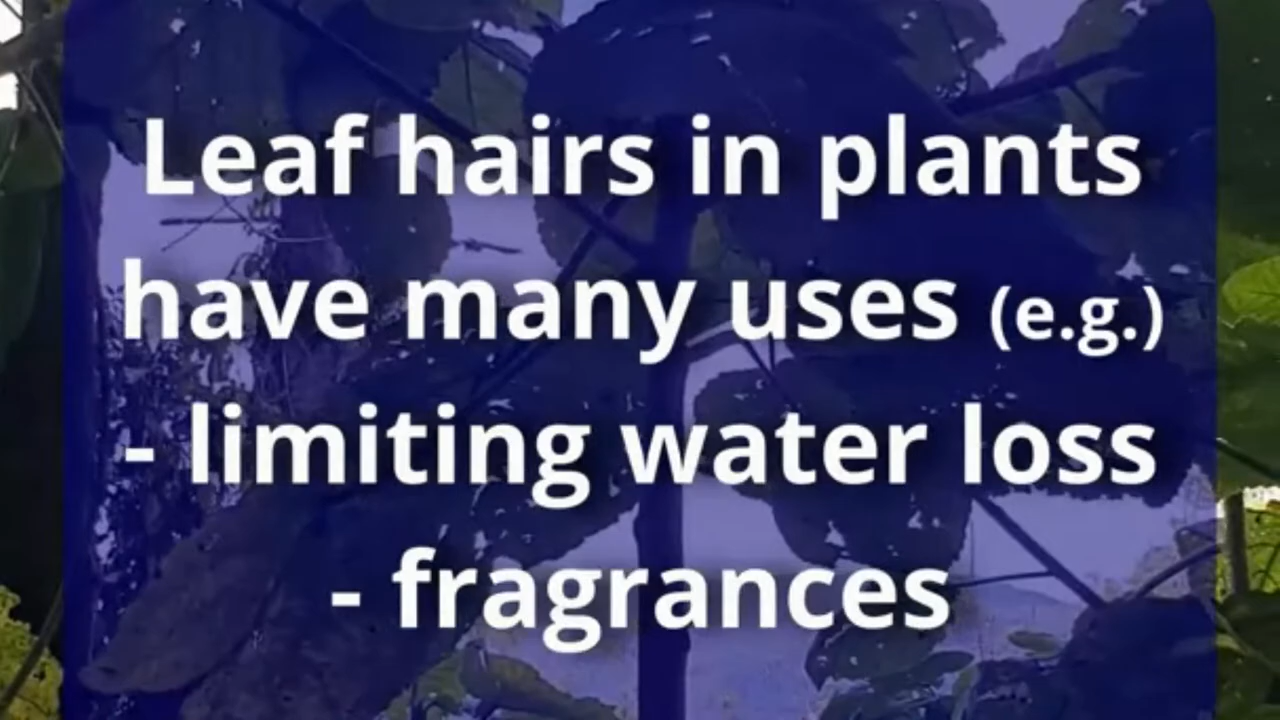 Leaf hairs in plants
have many uses (e.g.)
- limiting water loss
- fragrances